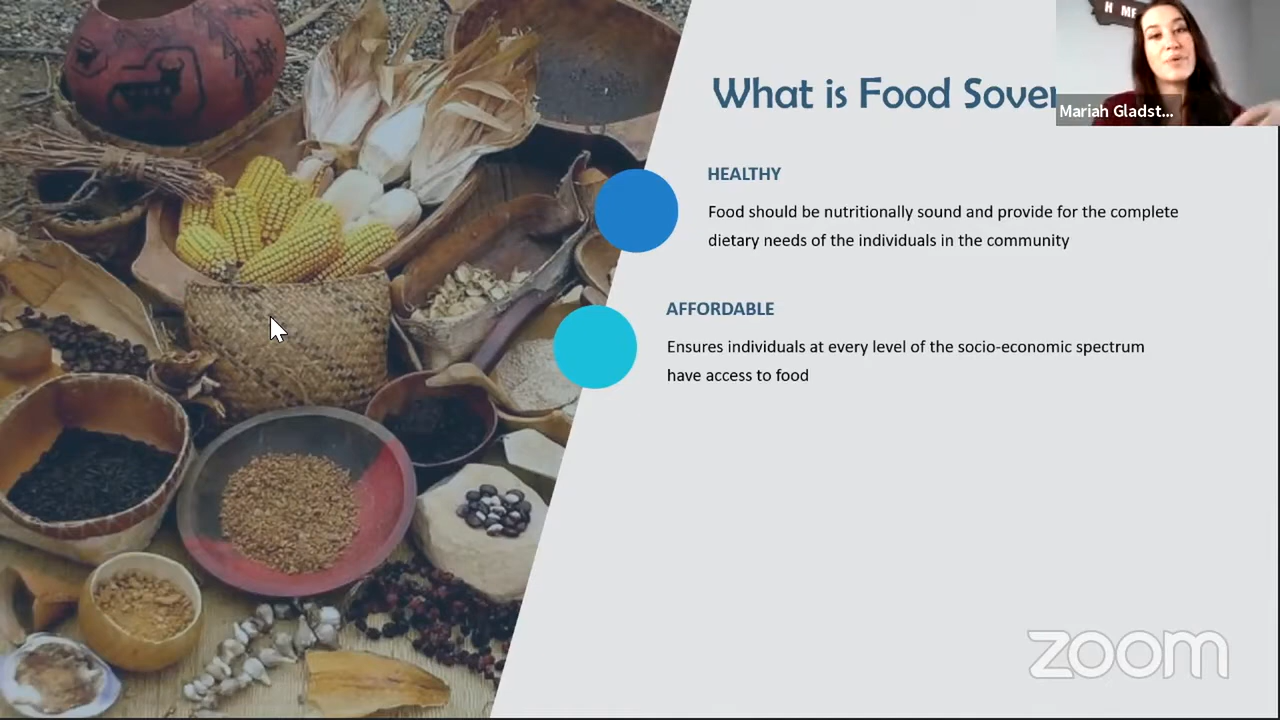 What is Food Sover
H ME
Mariah Gladst...
HEALTHY
Food should be nutritionally sound and provide for the complete
dietary needs of the individuals in the community
AFFORDABLE
Ensures individuals at every level of the socio-economic spectrum
have access to food
zoom